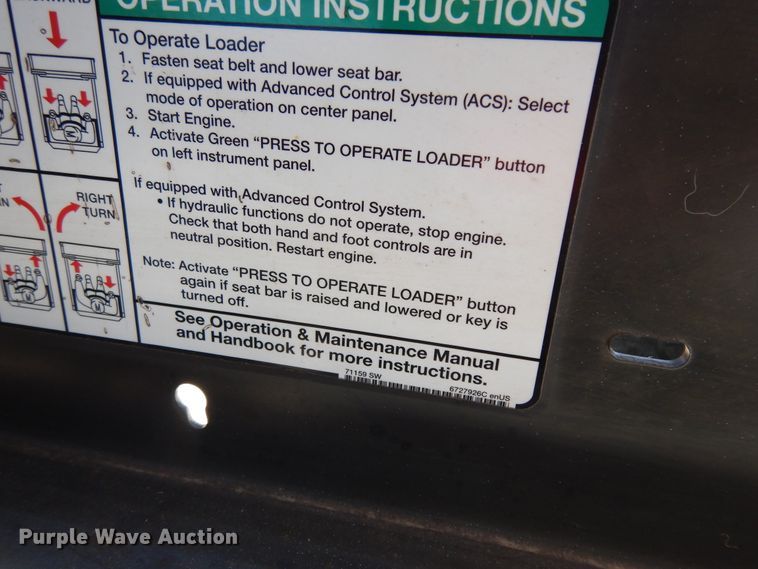 OPERATION INSTRUCTIONS
To Operate Loader
1. Fasten seat belt and lower seat bar.
2. If equipped with Advanced Control System (ACS): Select
mode of operation on center panel.
3. Start Engine.
4. Activate Green “PRESS TO OPERATE LOADER” button
on left instrument panel.
If equipped with Advanced Control System.
• If hydraulic functions do not operate, stop engine.
Check that both hand and foot controls are in
neutral position. Restart engine.
Note: Activate “PRESS TO OPERATE LOADER” button
again if seat bar is raised and lowered or key is
turned off.
See Operation & Maintenance Manual
and Handbook for more instructions.
71159 SW 6727926C enUS
RIGHT
TURN
Purple Wave Auction